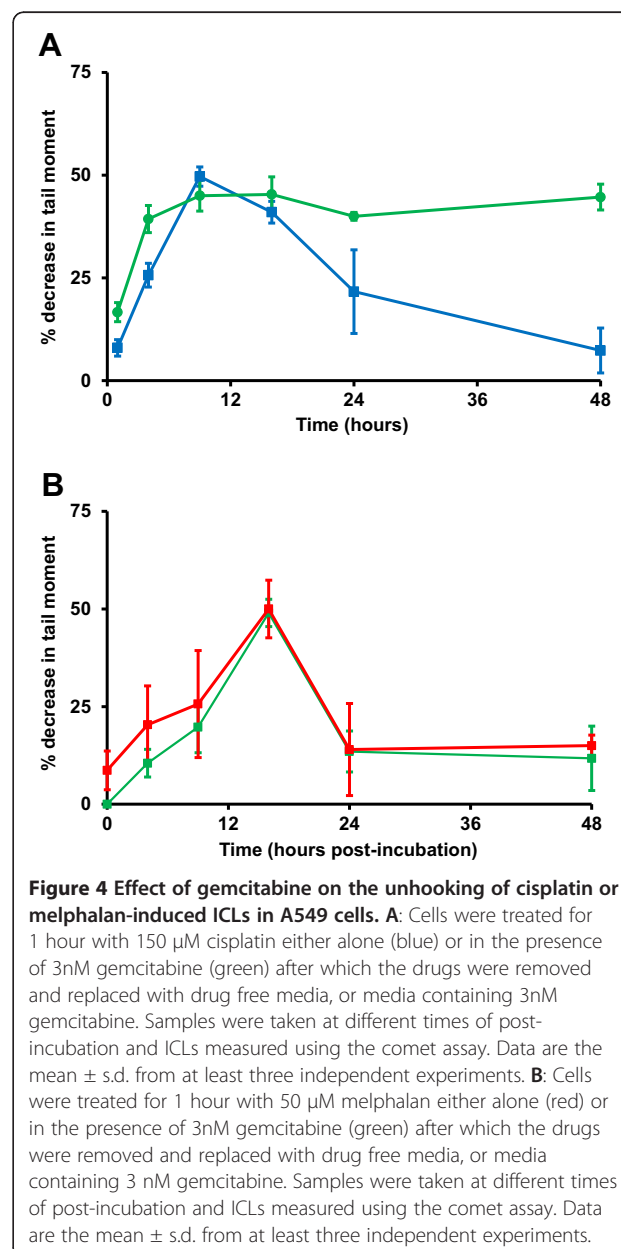 A
75
50
25
0
% decrease in tail moment
0 12 24 36 48
Time (hours)
B
75
50
25
0
% decrease in tail moment
0 12 24 36 48
Time (hours post-incubation)
Figure 4 Effect of gemcitabine on the unhooking of cisplatin or
melphalan-induced ICLs in A549 cells. A: Cells were treated for
1 hour with 150 μM cisplatin either alone (blue) or in the presence
of 3nM gemcitabine (green) after which the drugs were removed
and replaced with drug free media, or media containing 3nM
gemcitabine. Samples were taken at different times of post-
incubation and ICLs measured using the comet assay. Data are the
mean ± s.d. from at least three independent experiments. B: Cells
were treated for 1 hour with 50 μM melphalan either alone (red) or
in the presence of 3nM gemcitabine (green) after which the drugs
were removed and replaced with drug free media, or media
containing 3 nM gemcitabine. Samples were taken at different times
of post-incubation and ICLs measured using the comet assay. Data
are the mean ± s.d. from at least three independent experiments.